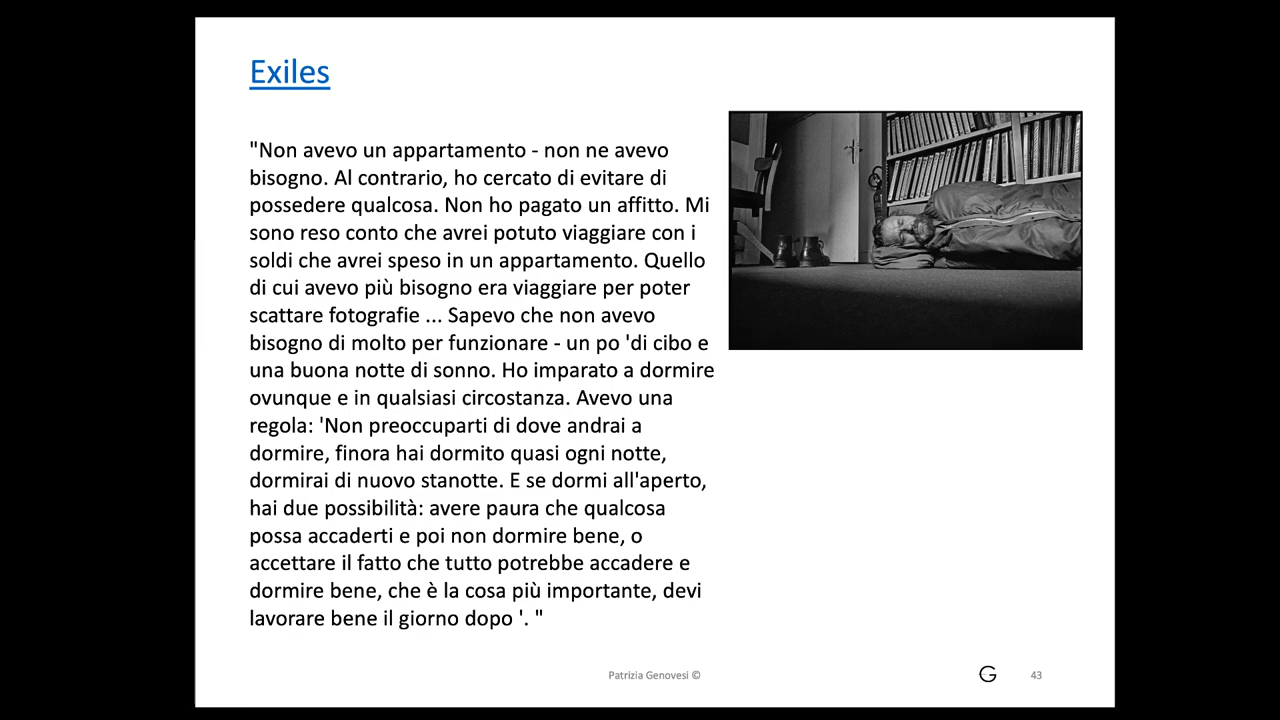 Exiles
"Non avevo un appartamento - non ne avevo
bisogno. Al contrario, ho cercato di evitare di
possedere qualcosa. Non ho pagato un affitto. Mi
sono reso conto che avrei potuto viaggiare con i
soldi che avrei speso in un appartamento. Quello
di cui avevo più bisogno era viaggiare per poter
scattare fotografie ... Sapevo che non avevo
bisogno di molto per funzionare - un po 'di cibo e
una buona notte di sonno. Ho imparato a dormire
ovunque e in qualsiasi circostanza. Avevo una
regola: 'Non preoccuparti di dove andrai a
dormire, finora hai dormito quasi ogni notte,
dormirai di nuovo stanotte. E se dormi all'aperto,
hai due possibilità: avere paura che qualcosa
possa accaderti e poi non dormire bene, o
accettare il fatto che tutto potrebbe accadere e
dormire bene, che è la cosa più importante, devi
lavorare bene il giorno dopo '. "
Patrizia Genovesi ©
G
43